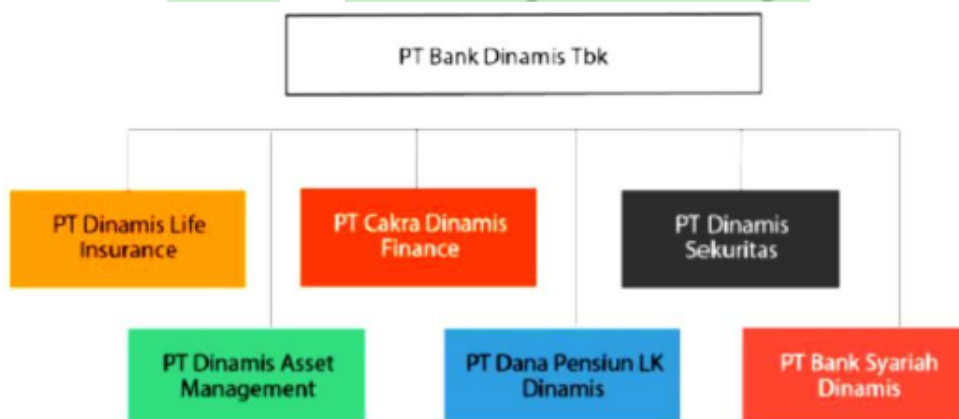 PT Bank Dinamis Tbk
PT Dinamis Life
Insurance
PT Cakra Dinamis
Finance
PT Dinamis
Sekuritas
PT Dinamis Asset
Management
PT Dana Pensiun LK
Dinamis
PT Bank Syariah
Dinamis